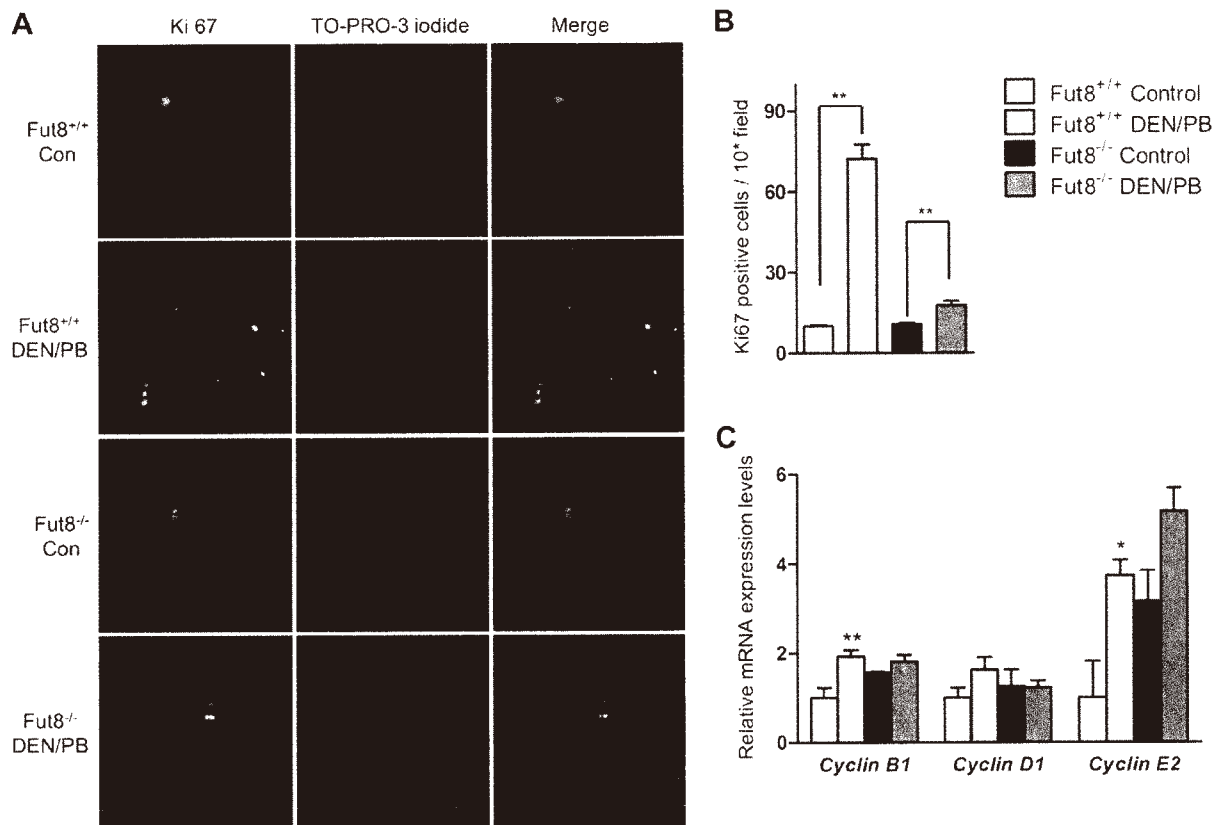 A
Ki 67
TO-PRO-3 iodide
Merge
Fut8+/+
Con
Fut8+/+
DEN/PB
Fut8-/-
Con
Fut8-/-
DEN/PB
B
Ki67 positive cells / 10* field
90
60
30
0
**
**
Fut8+/+ Control
Fut8+/+ DEN/PB
Fut8-/- Control
Fut8-/- DEN/PB
C
Relative mRNA expression levels
6
4
2
0
**
*
Cyclin B1
Cyclin D1
Cyclin E2